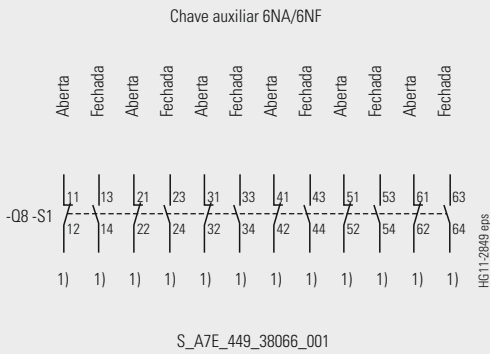 Chave auxiliar 6NA/6NF
Aberta Fechada Aberta Fechada Aberta Fechada Aberta Fechada Aberta Fechada Aberta Fechada
11 13 21 23 31 33 41 43 51 53 61 63
-Q8 -S1
12 14 22 24 32 34 42 44 52 54 62 64
1) 1) 1) 1) 1) 1) 1) 1) 1) 1) 1) 1)
HG11-2849 eps
S_A7E_449_38066_001